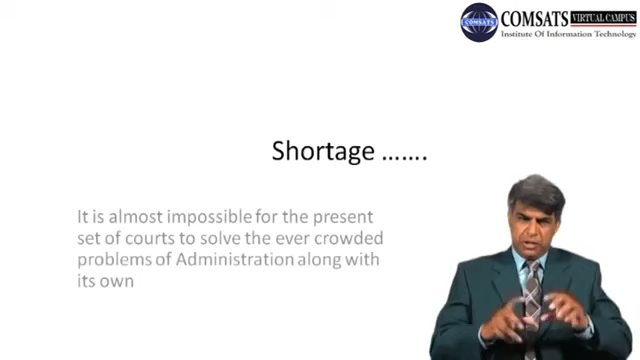 COMSATS VIRTUAL CAMPUS
Institute Of Information Technology
Shortage …….
It is almost impossible for the present
set of courts to solve the ever crowded
problems of Administration along with
its own